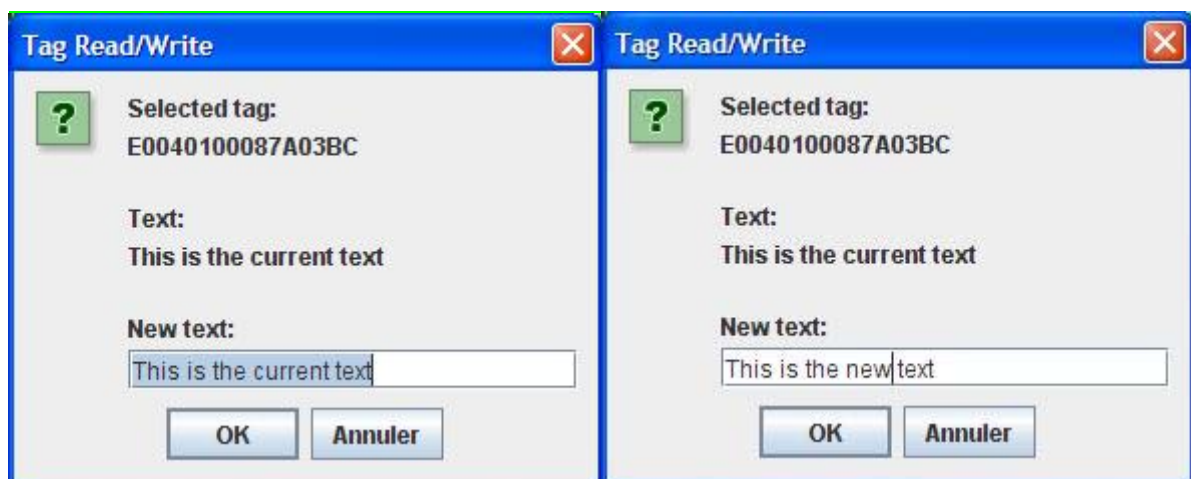 Tag Read/Write
Selected tag:
E0040100087A03BC
Text:
This is the current text
New text:
This is the current text
OK Annuler
Tag Read/Write
Selected tag:
E0040100087A03BC
Text:
This is the current text
New text:
This is the new text
OK Annuler